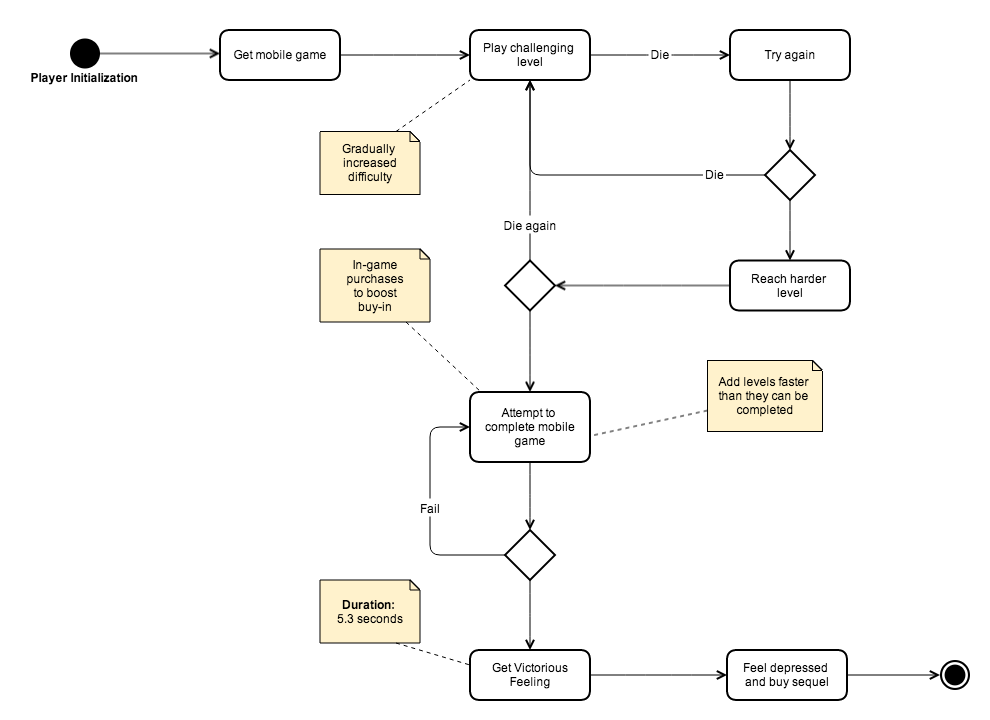 Player Initialization
Get mobile game
Play challenging
level
Die
Try again
Gradually
increased
difficulty
Die
Die again
In-game
purchases
to boost
buy-in
Reach harder
level
Attempt to
complete mobile
game
Add levels faster
than they can be
completed
Fail
Duration:
5.3 seconds
Get Victorious
Feeling
Feel depressed
and buy sequel